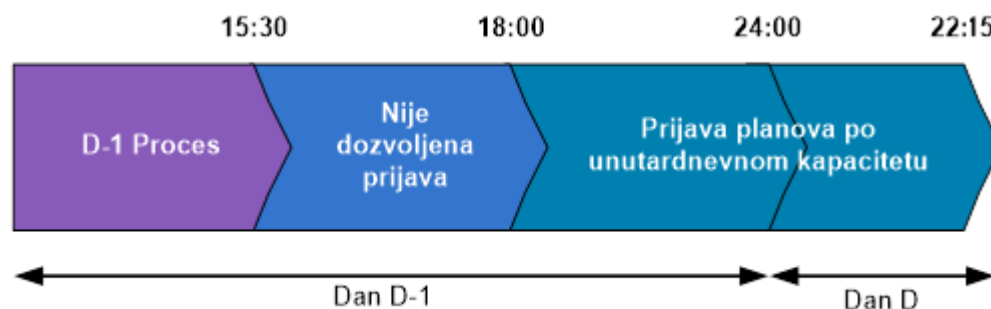 15:30 18:00 24:00 22:15
D-1 Proces
Nije
dozvoljena
prijava
Prijava planova po
unutardnevnom kapacitetu
Dan D-1
Dan D